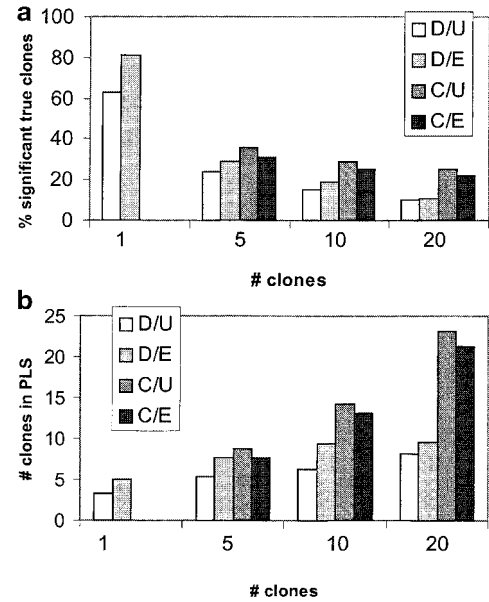 a
% significant true clones
100
80
60
40
20
0
D/U
D/E
C/U
C/E
1 5 10 20
# clones
b
# clones in PLS
25
20
15
10
5
0
D/U
D/E
C/U
C/E
1 5 10 20
# clones